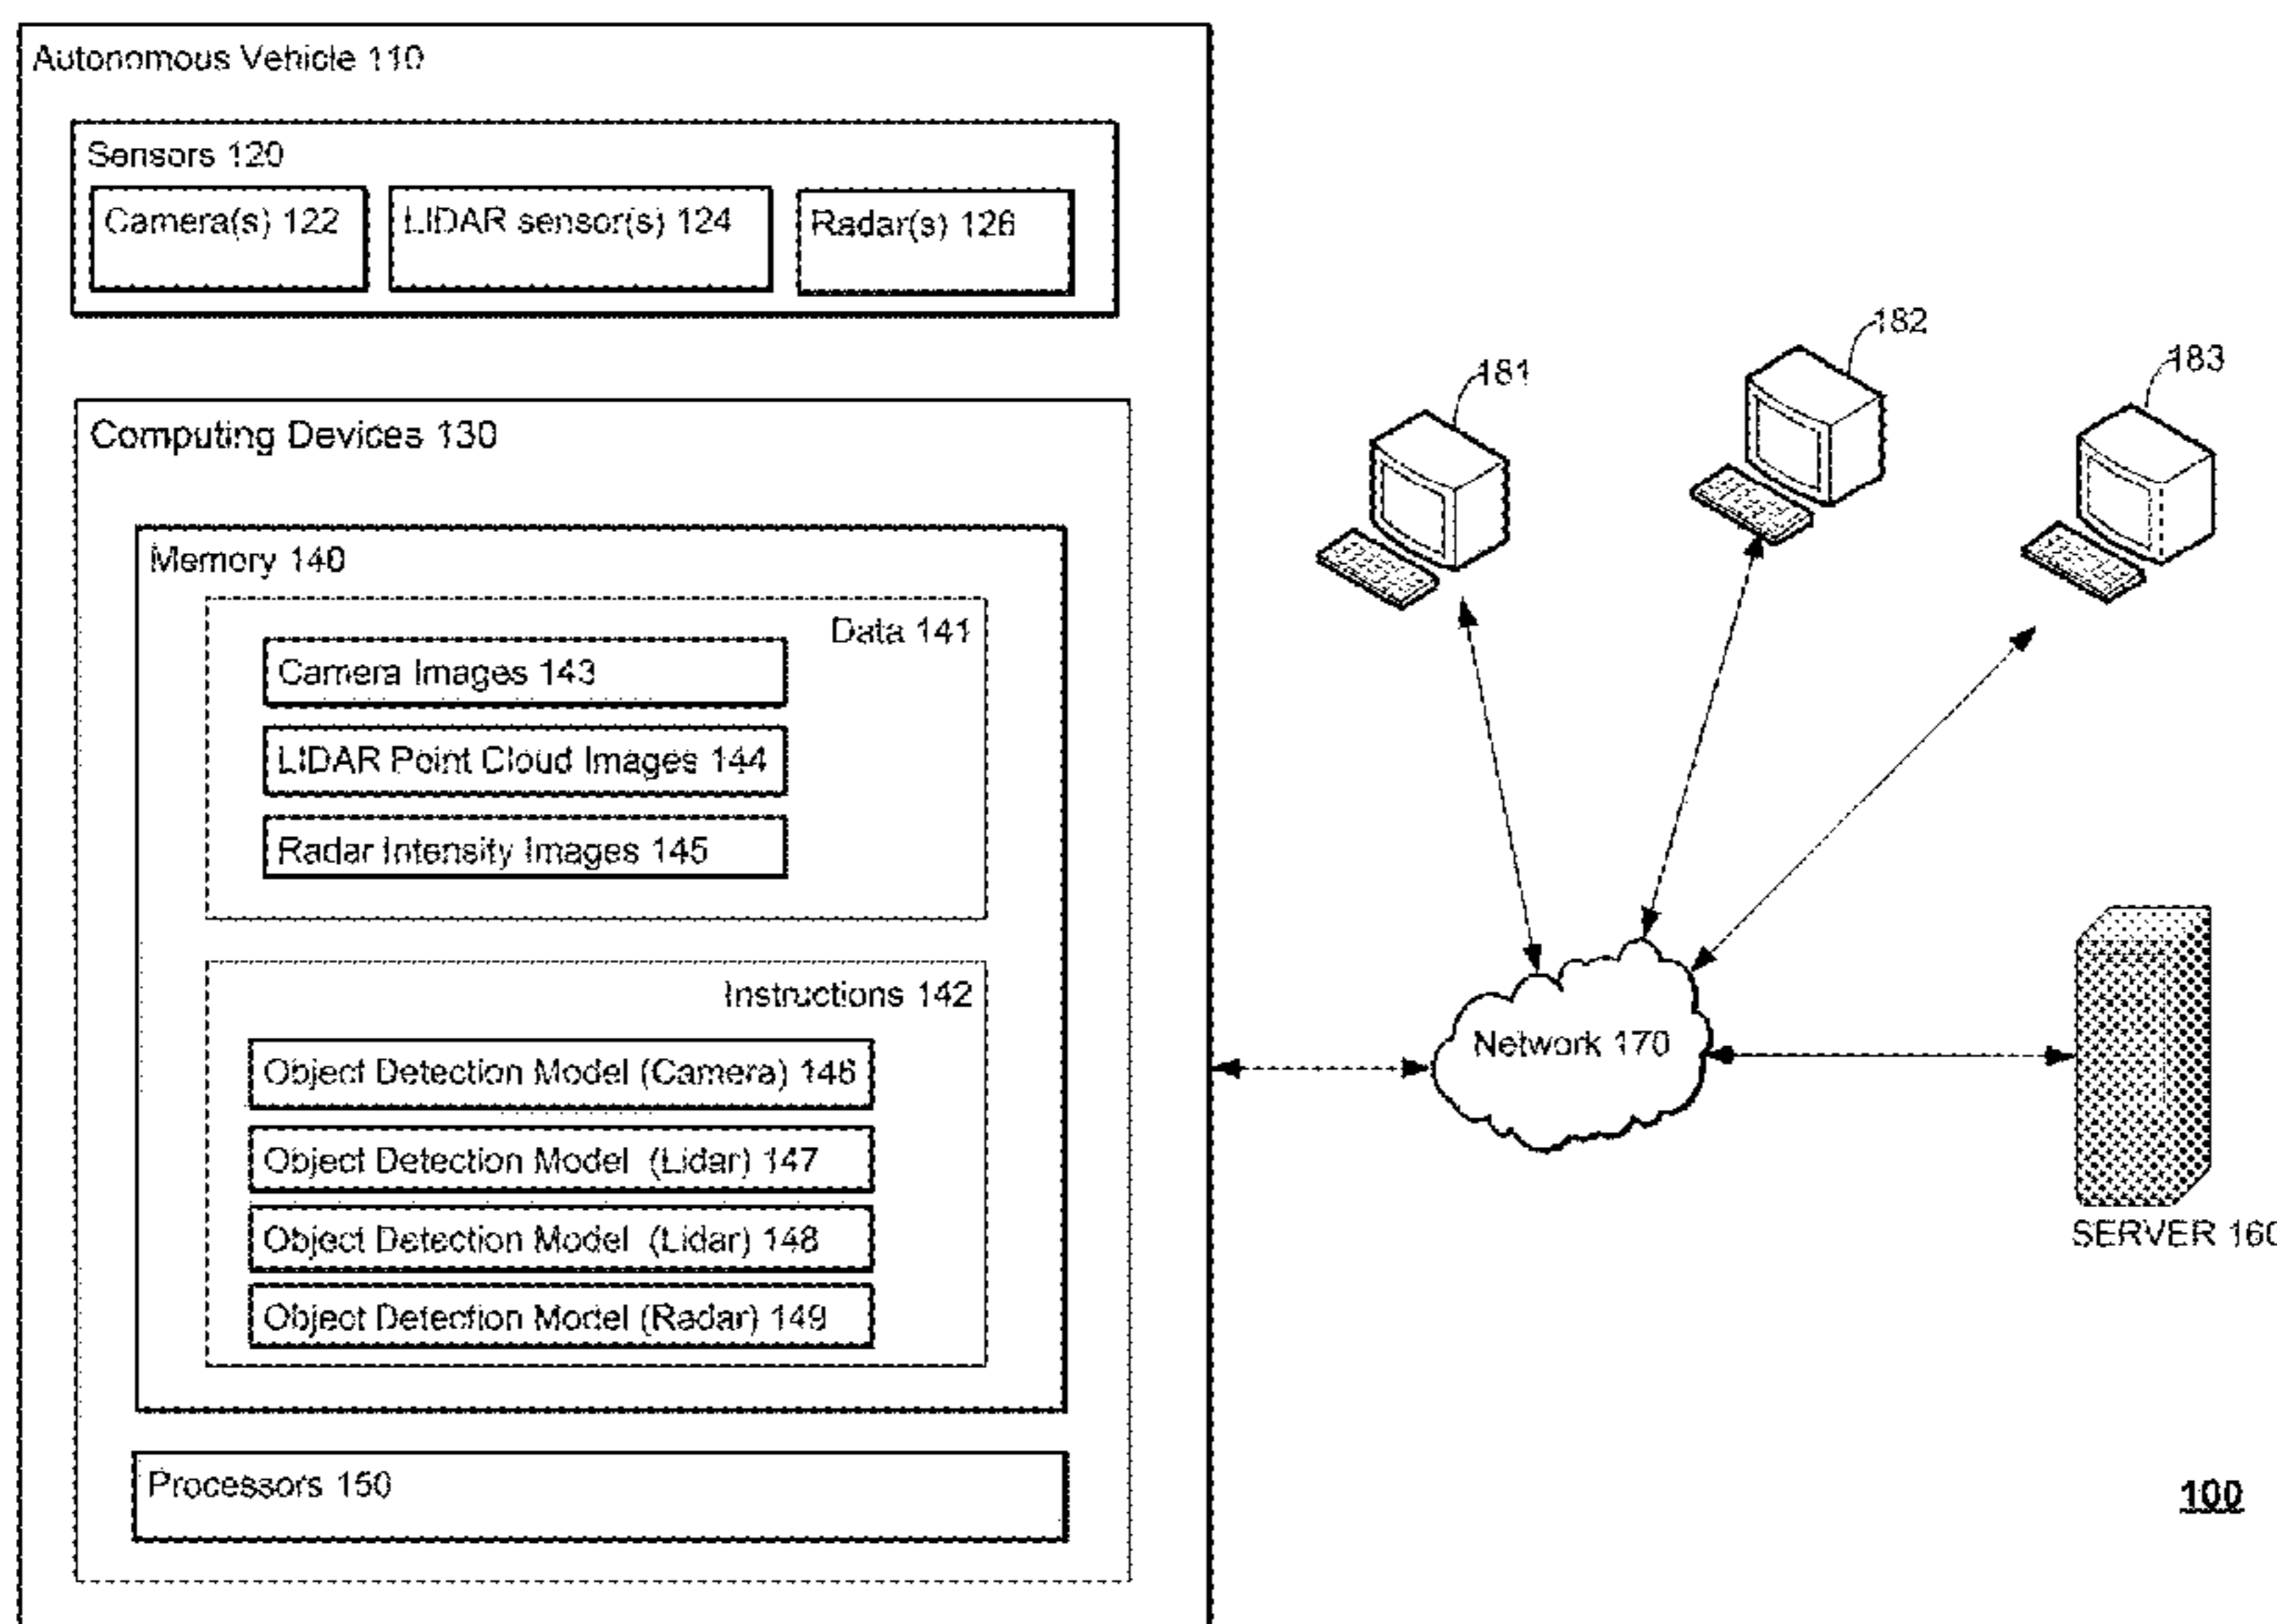 Autonomous Vehicle 110
Sensors 120
Camera(s) 122
LIDAR sensor(s) 124
Radar(s) 126
Computing Devices 130
Memory 140
Data 141
Camera Images 143
LIDAR Point Cloud Images 144
Radar Intensity Images 145
Instructions 142
Object Detection Model (Camera) 146
Object Detection Model (Lidar) 147
Object Detection Model (Lidar) 148
Object Detection Model (Radar) 149
Processors 150
181
182
183
Network 170
SERVER 160
100